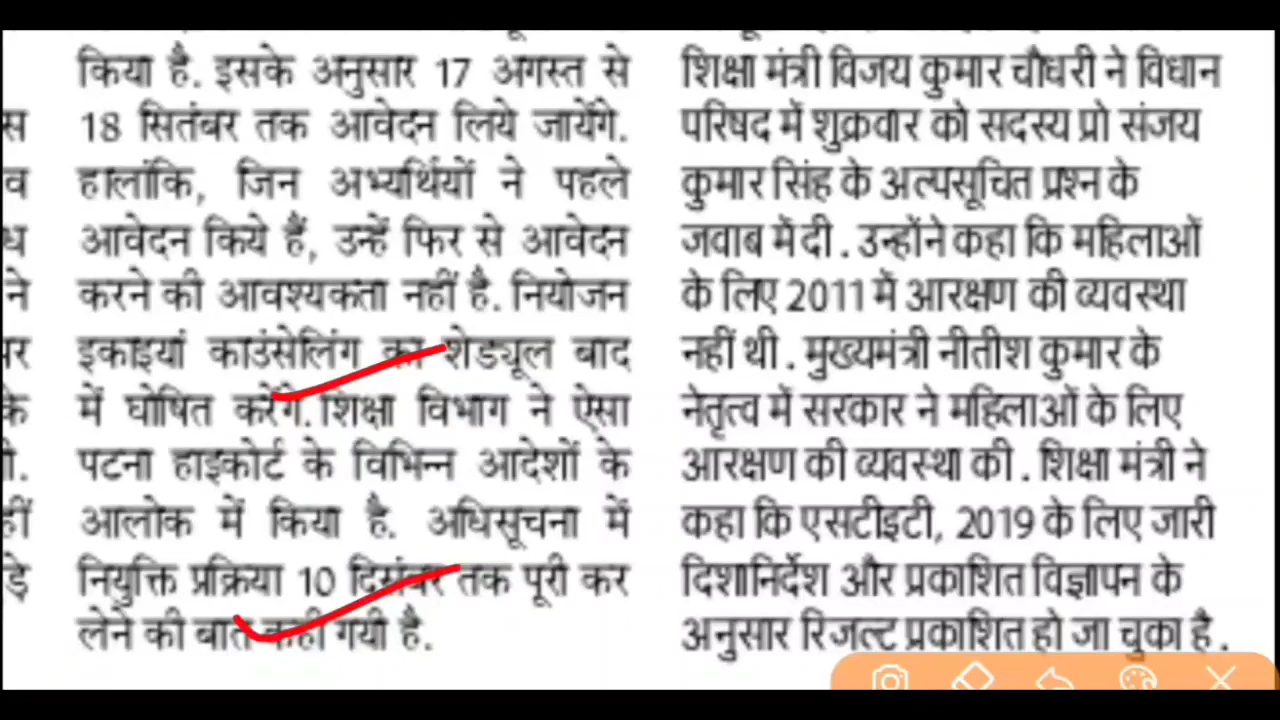 किया है. इसके अनुसार 17 अगस्त से
18 सितंबर तक आवेदन लिये जायेंगे.
हालांकि, जिन अभ्यर्थियों ने पहले
आवेदन किये हैं, उन्हें फिर से आवेदन
करने की आवश्यकता नहीं है. नियोजन
इकाइयां काउंसेलिंग का शेड्यूल बाद
में घोषित करेंगे. शिक्षा विभाग ने ऐसा
पटना हाइकोर्ट के विभिन्न आदेशों के
आलोक में किया है. अधिसूचना में
नियुक्ति प्रक्रिया 10 दिसंबर तक पूरी कर
लेने की बात कही गयी है.
शिक्षा मंत्री विजय कुमार चौधरी ने विधान
परिषद में शुक्रवार को सदस्य प्रो संजय
कुमार सिंह के अल्पसूचित प्रश्न के
जवाब में दी . उन्होंने कहा कि महिलाओं
के लिए 2011 में आरक्षण की व्यवस्था
नहीं थी . मुख्यमंत्री नीतीश कुमार के
नेतृत्व में सरकार ने महिलाओं के लिए
आरक्षण की व्यवस्था की . शिक्षा मंत्री ने
कहा कि एसटीइटी, 2019 के लिए जारी
दिशानिर्देश और प्रकाशित विज्ञापन के
अनुसार रिजल्ट प्रकाशित हो जा चुका है .